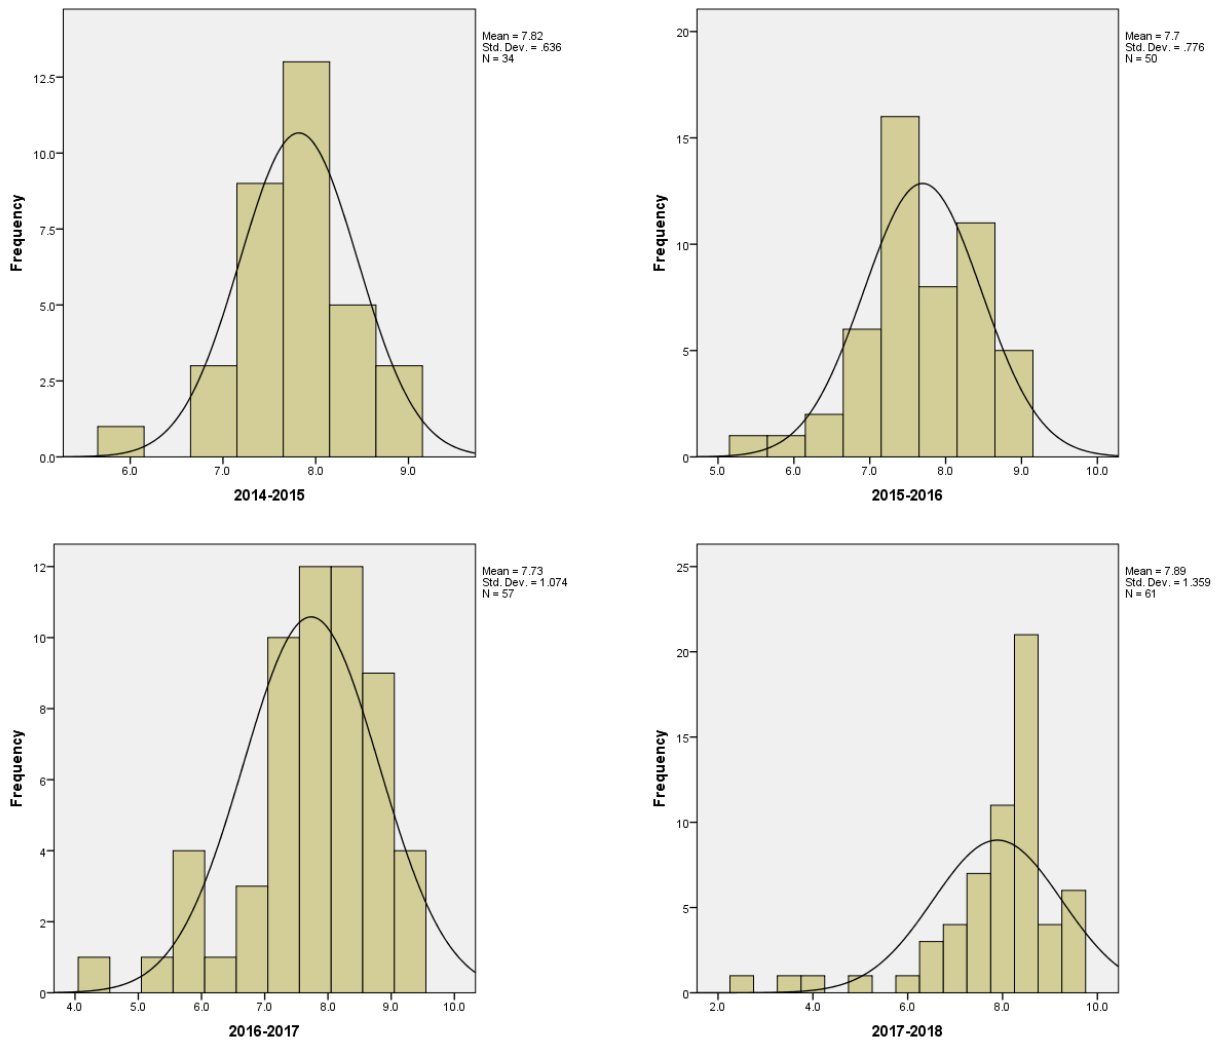 Mean = 7.82
Std. Dev. = .636
N = 34
12.5
10.0
7.5
5.0
2.5
0.0
Frequency
6.0 7.0 8.0 9.0
2014-2015
Mean = 7.7
Std. Dev. = .776
N = 50
20
15
10
5
0
Frequency
5.0 6.0 7.0 8.0 9.0 10.0
2015-2016
Mean = 7.73
Std. Dev. = 1.074
N = 57
12
10
8
6
4
2
0
Frequency
4.0 5.0 6.0 7.0 8.0 9.0 10.0
2016-2017
Mean = 7.89
Std. Dev. = 1.359
N = 61
25
20
15
10
5
0
Frequency
2.0 4.0 6.0 8.0 10.0
2017-2018